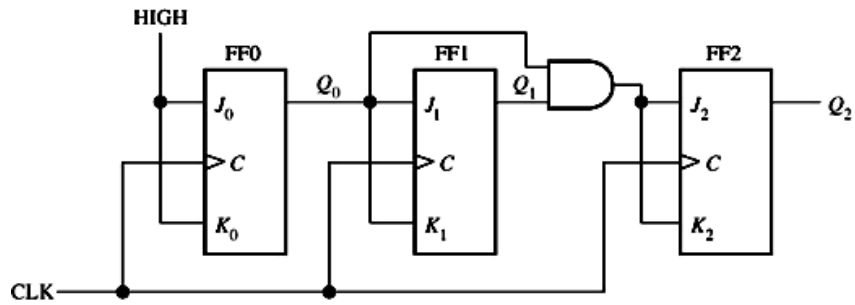 HIGH
FF0 FF1 FF2
J₀ Q₀ J₁ Q₁ J₂ Q₂
C C C
K₀ K₁ K₂
CLK